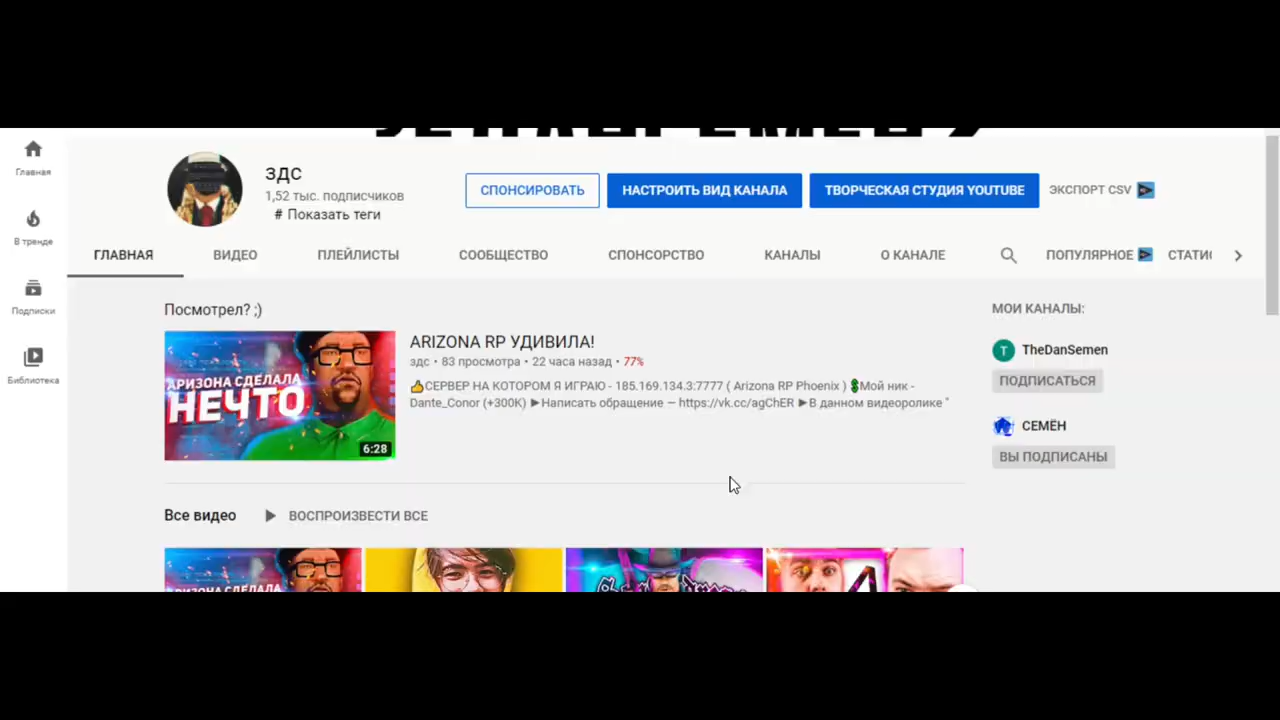 Главная
В тренде
Подписки
Библиотека
ЗДС
1,52 тыс. подписчиков
# Показать теги
СПОНСИРОВАТЬ
НАСТРОИТЬ ВИД КАНАЛА
ТВОРЧЕСКАЯ СТУДИЯ YOUTUBE
ЭКСПОРТ CSV
ГЛАВНАЯ
ВИДЕО
ПЛЕЙЛИСТЫ
СООБЩЕСТВО
СПОНСОРСТВО
КАНАЛЫ
О КАНАЛЕ
ПОПУЛЯРНОЕ
СТАТИС
Посмотрел? ;)
АРИЗОНА СДЕЛАЛА
НЕЧТО
6:28
ARIZONA RP УДИВИЛА!
здс • 83 просмотра • 22 часа назад • 77%
👍СЕРВЕР НА КОТОРОМ Я ИГРАЮ - 185.169.134.3:7777 ( Arizona RP Phoenix ) 💲Мой ник -
Dante_Conor (+300K) ►Написать обращение — https://vk.cc/agChER ►В данном видеоролике "
МОИ КАНАЛЫ:
T
TheDanSemen
ПОДПИСАТЬСЯ
СЕМЁН
ВЫ ПОДПИСАНЫ
Все видео
ВОСПРОИЗВЕСТИ ВСЕ
АРИЗОНА СДЕЛАЛА